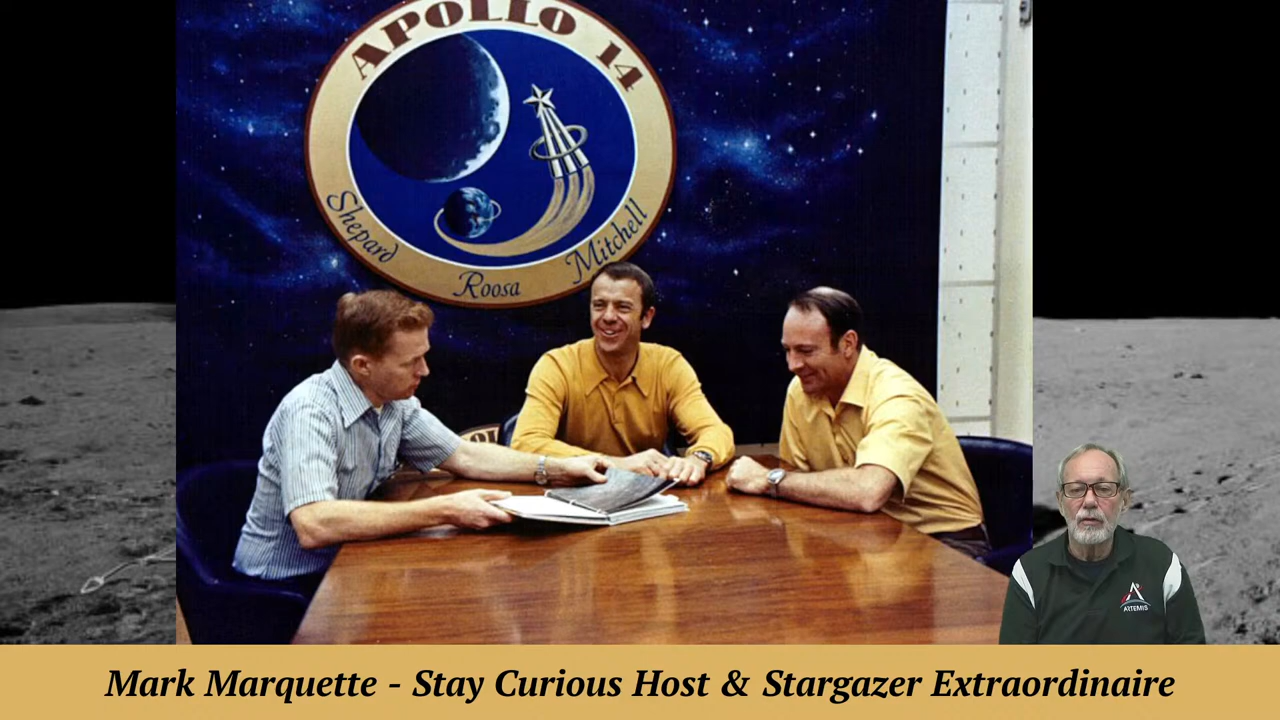 APOLLO 14
Shepard
Roosa
Mitchell
ARTEMIS
Mark Marquette - Stay Curious Host & Stargazer Extraordinaire